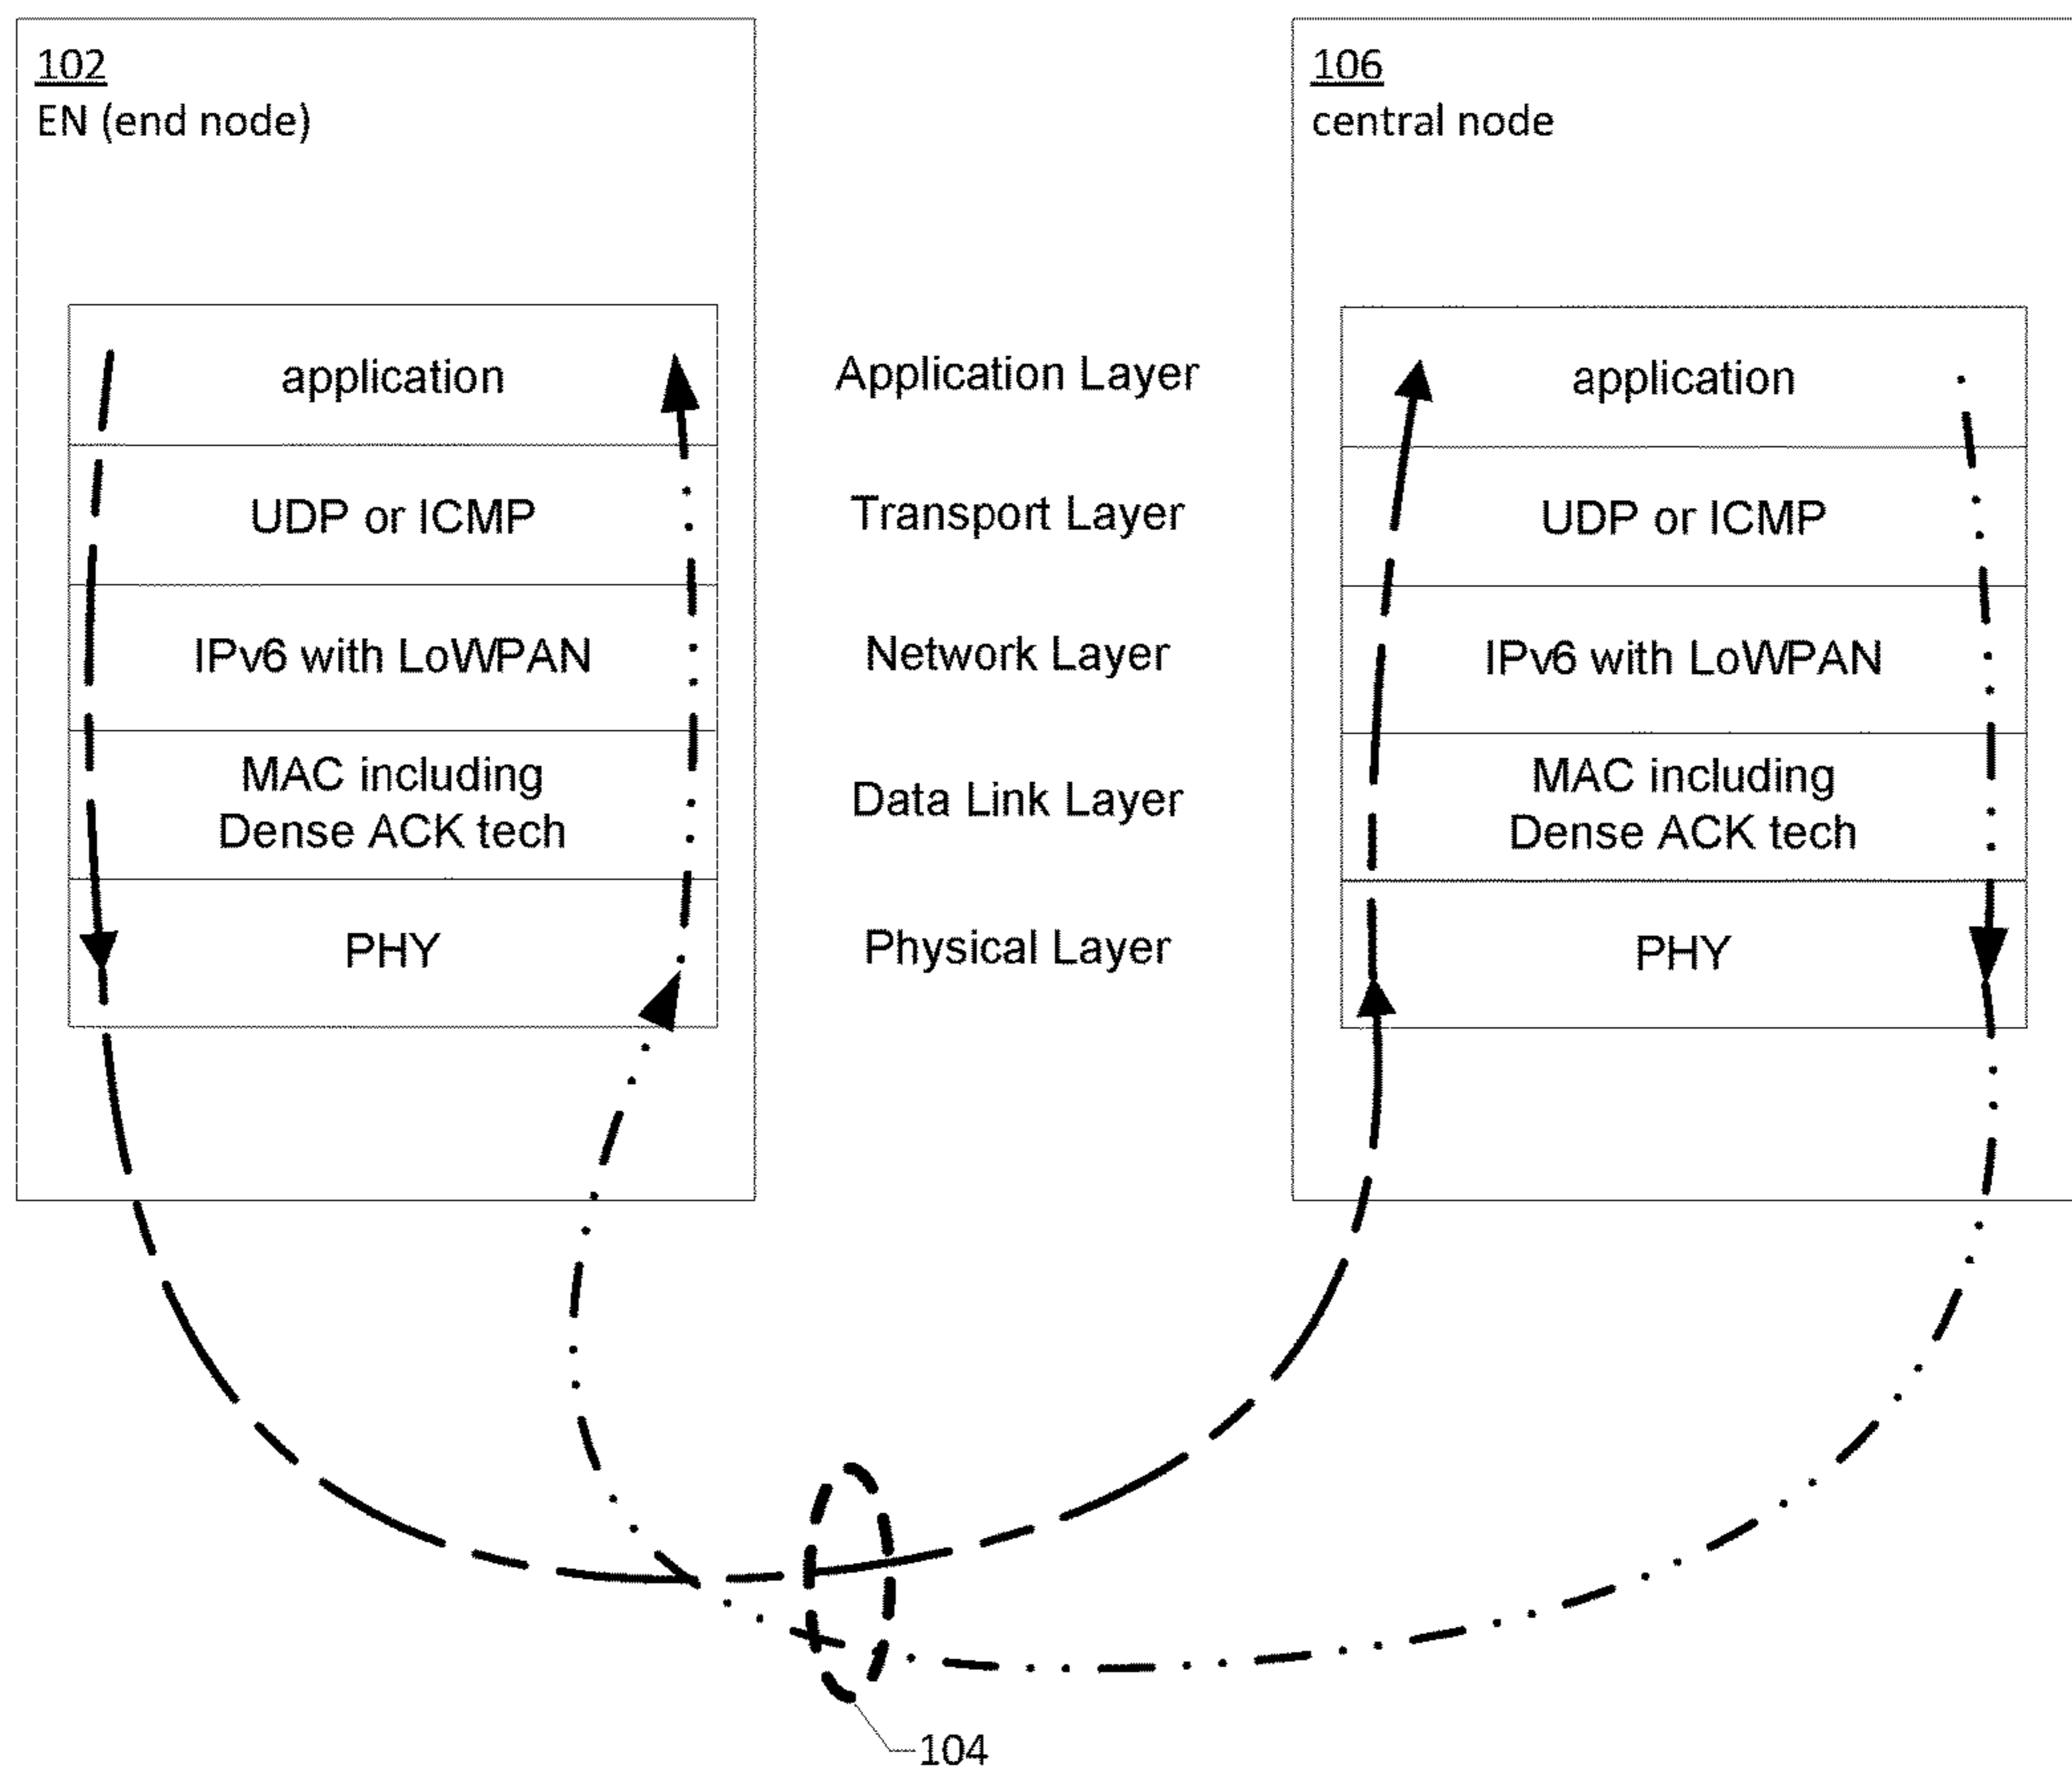 102
EN (end node)
106
central node
application
Application Layer
application
UDP or ICMP
Transport Layer
UDP or ICMP
IPv6 with LoWPAN
Network Layer
IPv6 with LoWPAN
MAC including
Dense ACK tech
Data Link Layer
MAC including
Dense ACK tech
PHY
Physical Layer
PHY
104